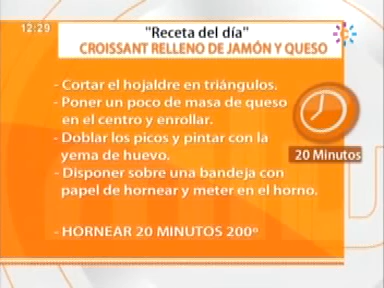 12:29
"Receta del día"
CROISSANT RELLENO DE JAMÓN Y QUESO
- Cortar el hojaldre en triángulos.
- Poner un poco de masa de queso
en el centro y enrollar.
- Doblar los picos y pintar con la
yema de huevo.
- Disponer sobre una bandeja con
papel de hornear y meter en el horno.
- HORNEAR 20 MINUTOS 200º
20 Minutos